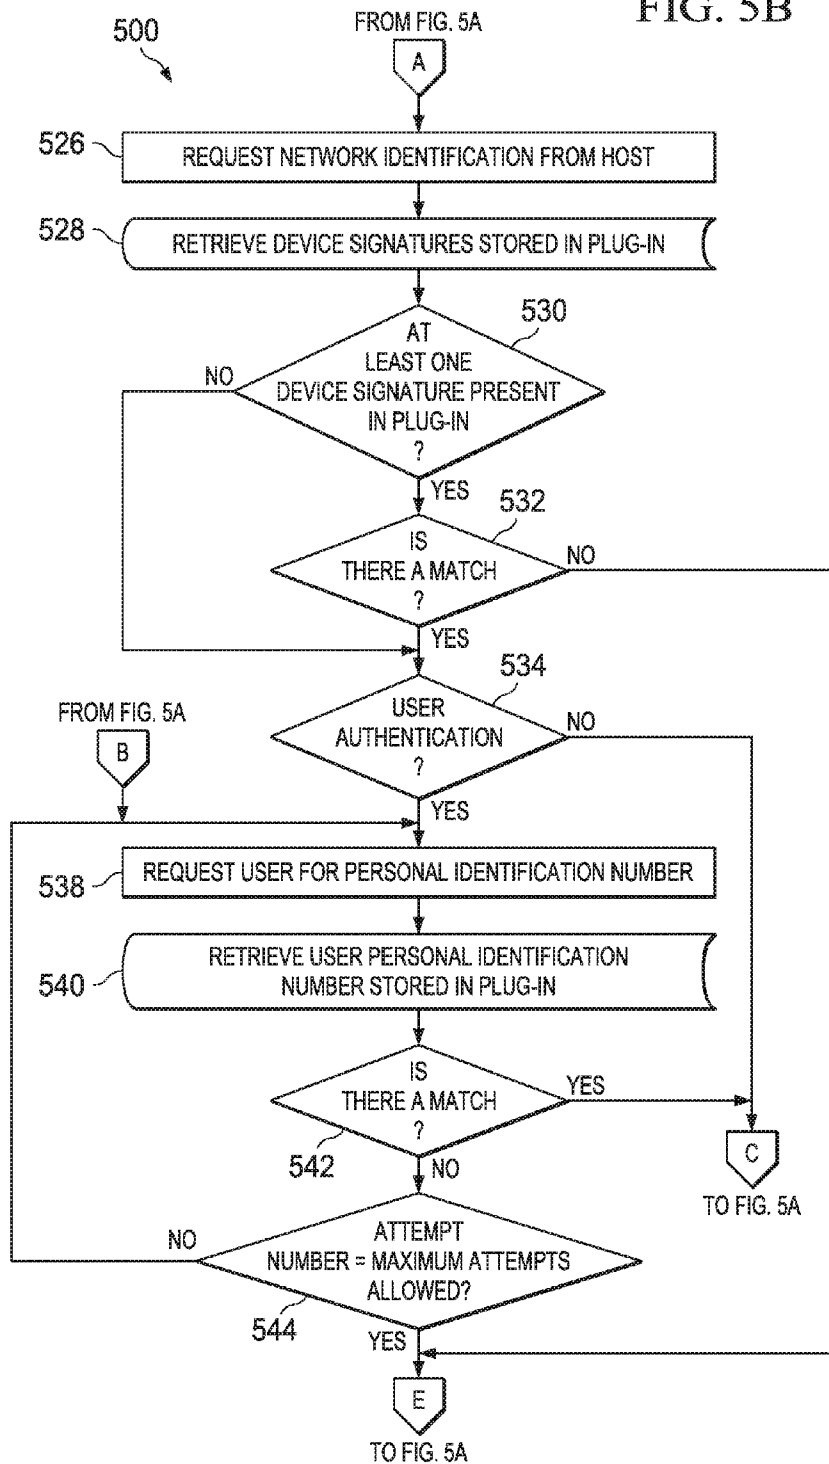 FIG. 5B
500
FROM FIG. 5A
A
526
REQUEST NETWORK IDENTIFICATION FROM HOST
528
RETRIEVE DEVICE SIGNATURES STORED IN PLUG-IN
530
AT
LEAST ONE
DEVICE SIGNATURE PRESENT
IN PLUG-IN
?
NO
YES
532
IS
THERE A MATCH
?
NO
YES
534
USER
AUTHENTICATION
?
NO
YES
FROM FIG. 5A
B
538
REQUEST USER FOR PERSONAL IDENTIFICATION NUMBER
540
RETRIEVE USER PERSONAL IDENTIFICATION
NUMBER STORED IN PLUG-IN
IS
THERE A MATCH
?
YES
542
NO
C
TO FIG. 5A
ATTEMPT
NUMBER = MAXIMUM ATTEMPTS
ALLOWED?
NO
544
YES
E
TO FIG. 5A